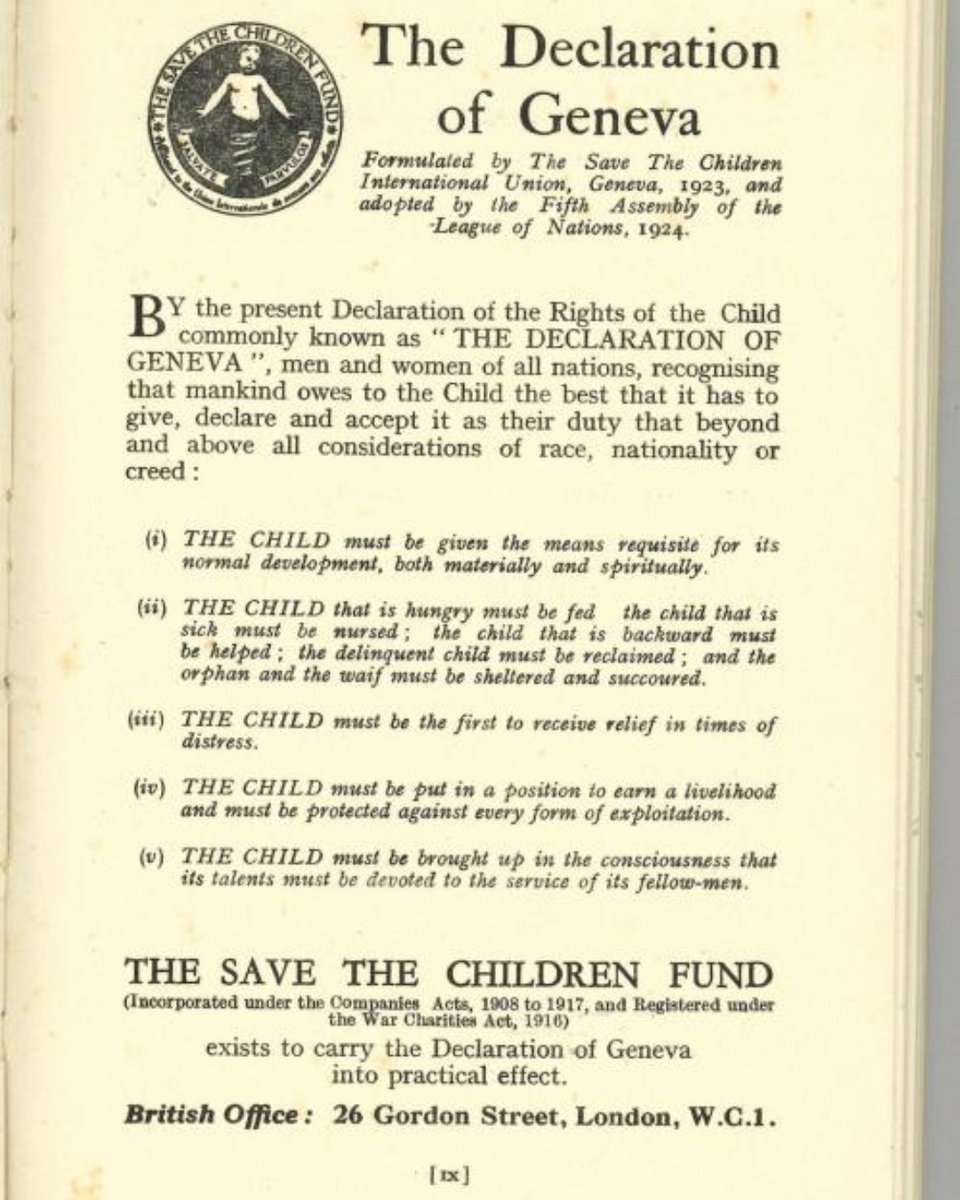 THE SAVE THE CHILDREN FUND
SALVATE PARVULOS
The Declaration
of Geneva
Formulated by The Save The Children
International Union, Geneva, 1923, and
adopted by the Fifth Assembly of the
League of Nations, 1924.
BY the present Declaration of the Rights of the Child
commonly known as “ THE DECLARATION OF
GENEVA ”, men and women of all nations, recognising
that mankind owes to the Child the best that it has to
give, declare and accept it as their duty that beyond
and above all considerations of race, nationality or
creed :
(i) THE CHILD must be given the means requisite for its
normal development, both materially and spiritually.
(ii) THE CHILD that is hungry must be fed the child that is
sick must be nursed ; the child that is backward must
be helped ; the delinquent child must be reclaimed ; and the
orphan and the waif must be sheltered and succoured.
(iii) THE CHILD must be the first to receive relief in times of
distress.
(iv) THE CHILD must be put in a position to earn a livelihood
and must be protected against every form of exploitation.
(v) THE CHILD must be brought up in the consciousness that
its talents must be devoted to the service of its fellow-men.
THE SAVE THE CHILDREN FUND
(Incorporated under the Companies Acts, 1908 to 1917, and Registered under
the War Charities Act, 1916)
exists to carry the Declaration of Geneva
into practical effect.
British Office : 26 Gordon Street, London, W.C.1.
[ IX ]